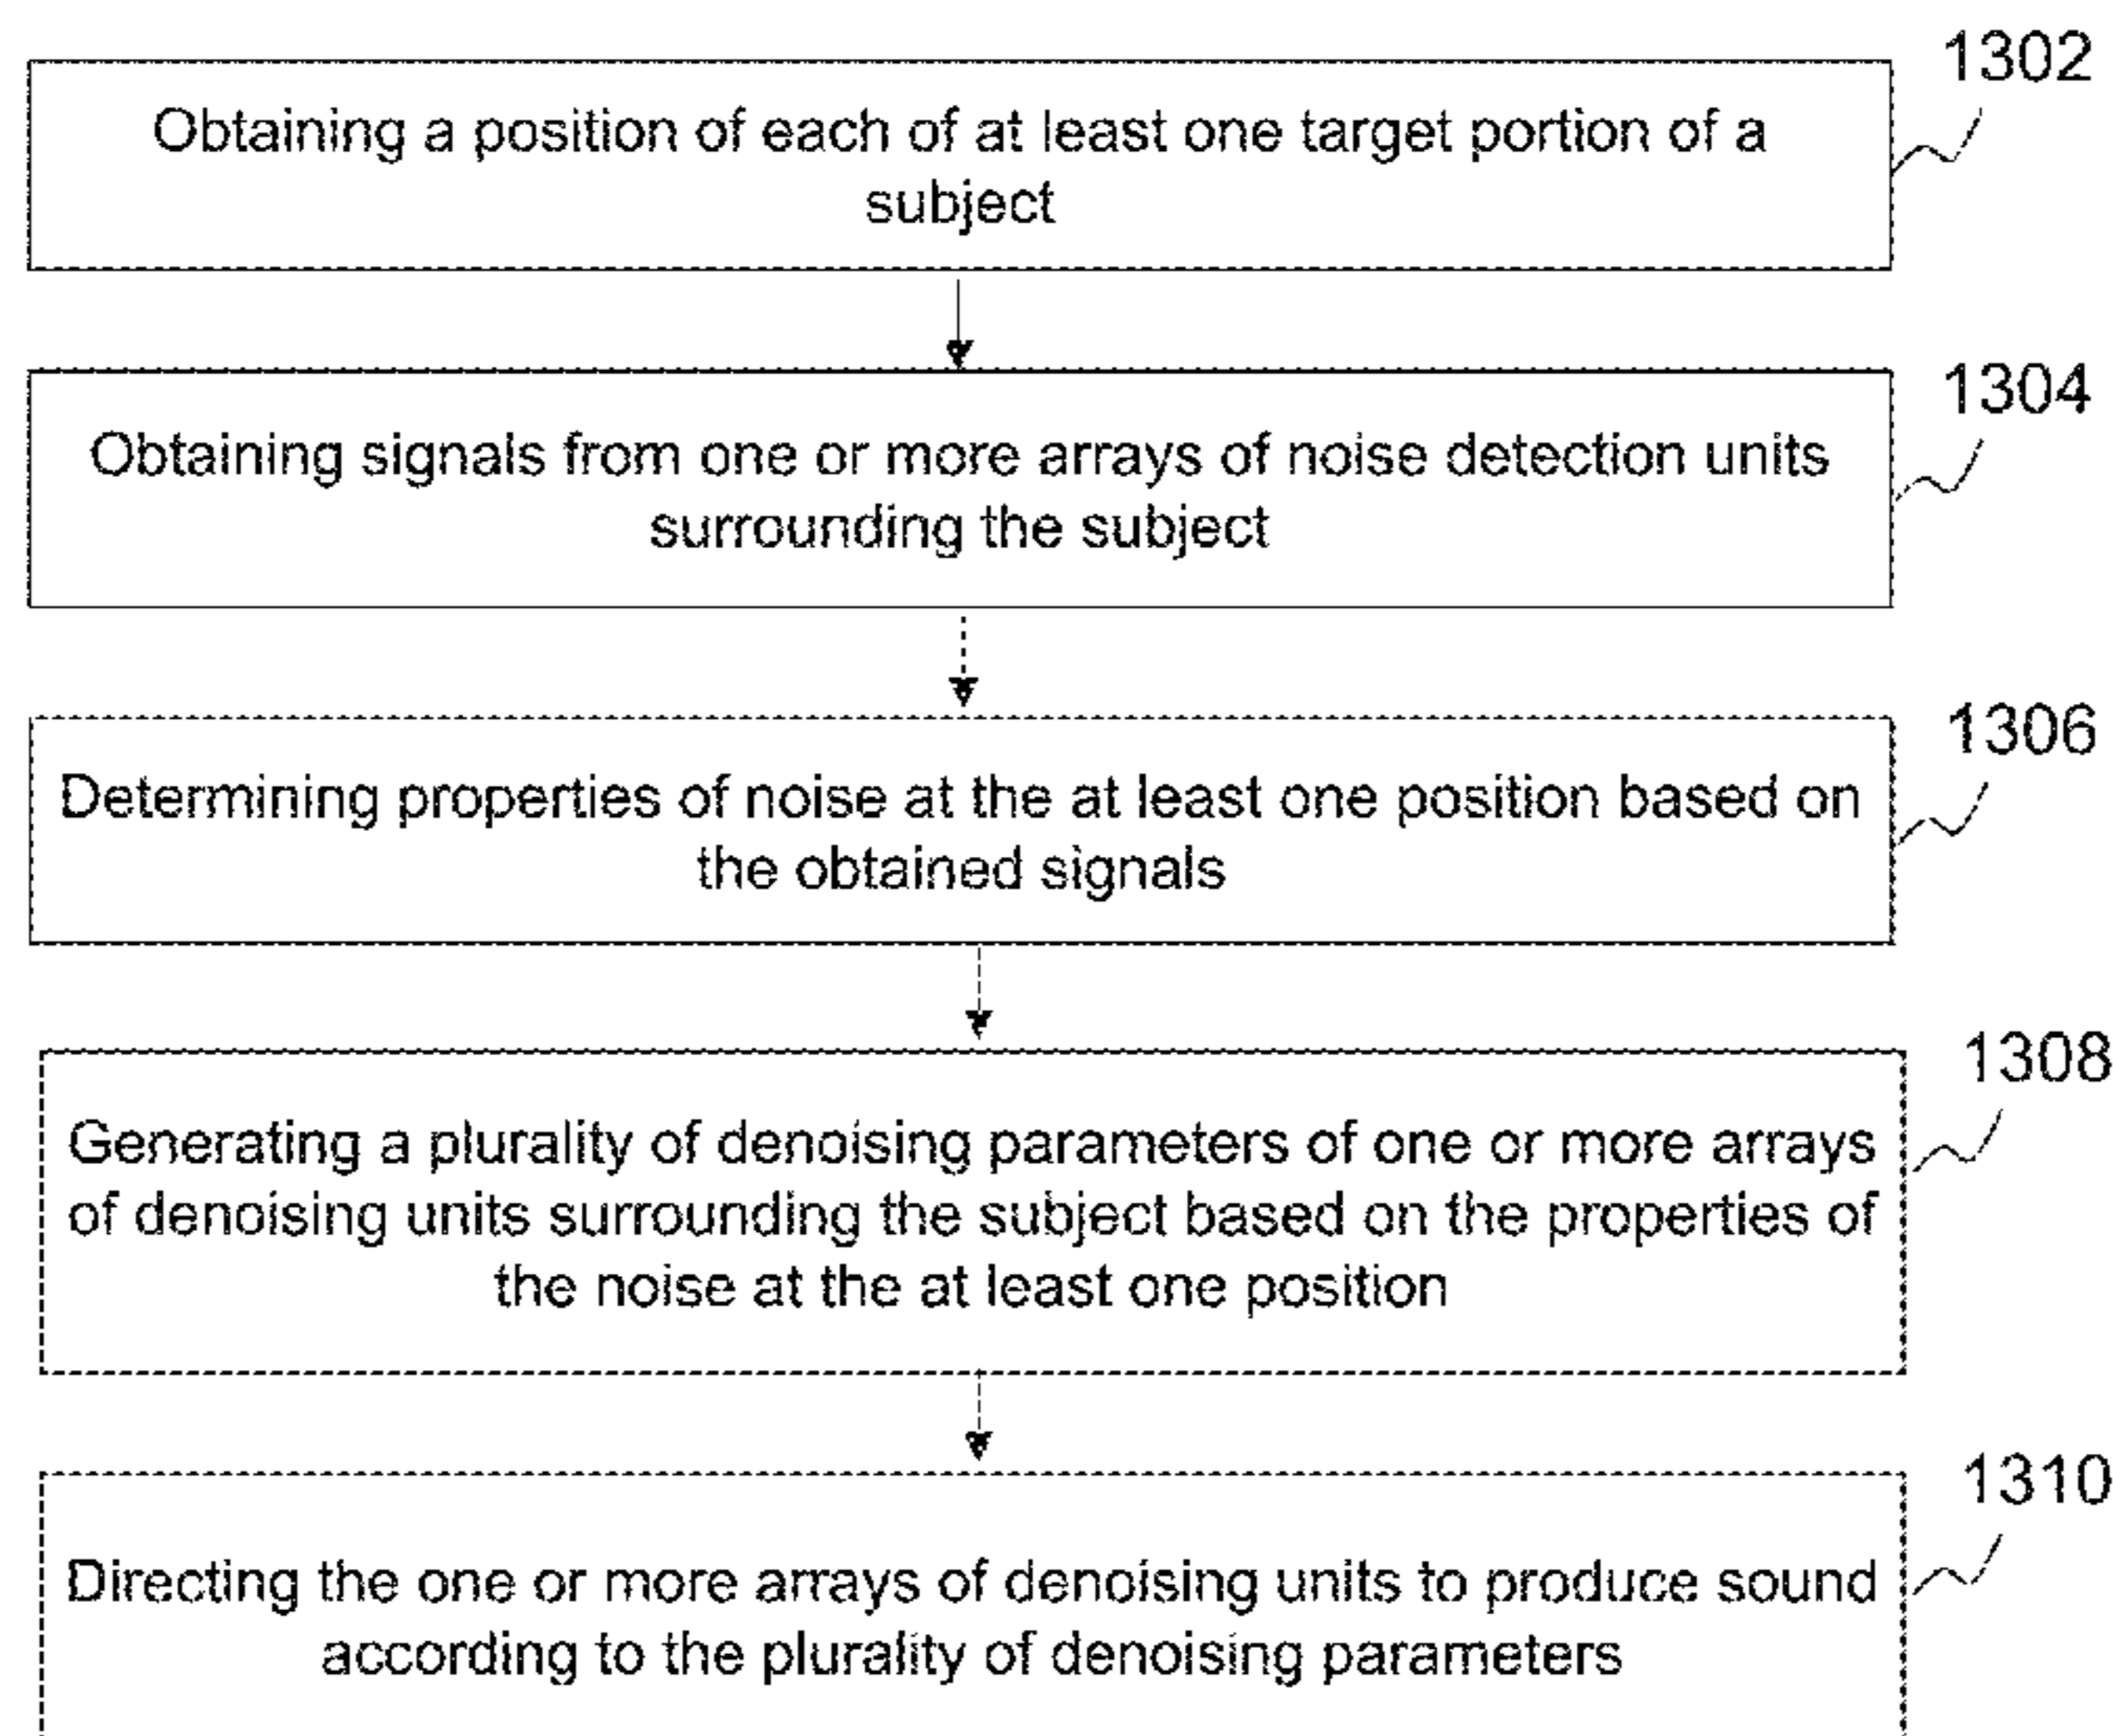 1302
Obtaining a position of each of at least one target portion of a
subject
1304
Obtaining signals from one or more arrays of noise detection units
surrounding the subject
1306
Determining properties of noise at the at least one position based on
the obtained signals
1308
Generating a plurality of denoising parameters of one or more arrays
of denoising units surrounding the subject based on the properties of
the noise at the at least one position
1310
Directing the one or more arrays of denoising units to produce sound
according to the plurality of denoising parameters